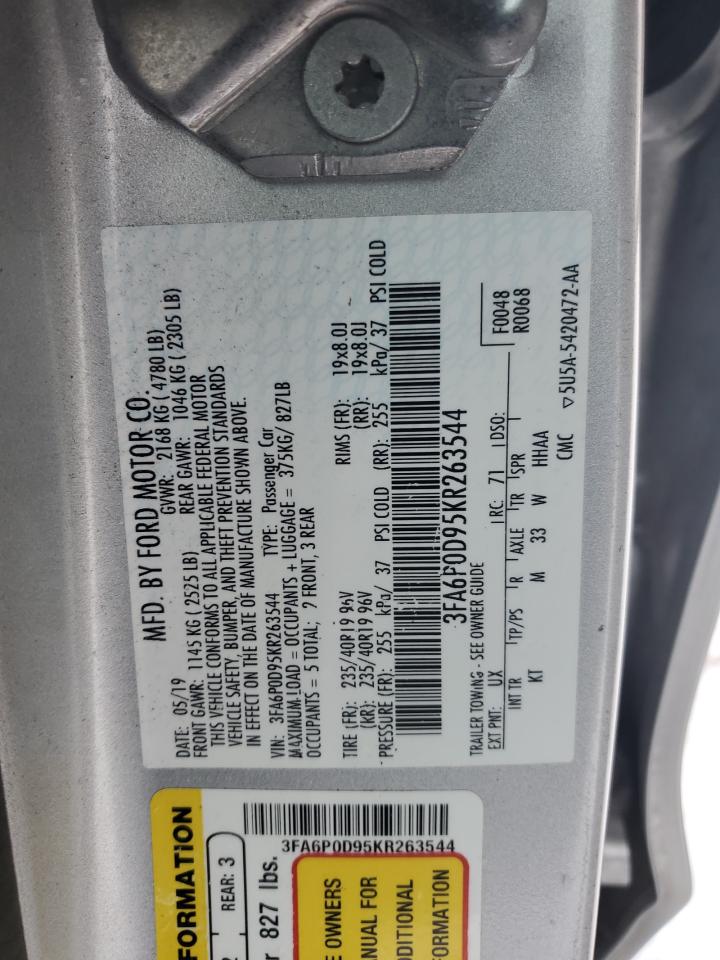 MFD. BY FORD MOTOR CO.
DATE: 05/19 GVWR: 2168 KG ( 4780 LB)
FRONT GAWR: 1145 KG ( 2525 LB) REAR GAWR: 1046 KG ( 2305 LB)
THIS VEHICLE CONFORMS TO ALL APPLICABLE FEDERAL MOTOR
VEHICLE SAFETY, BUMPER, AND THEFT PREVENTION STANDARDS
IN EFFECT ON THE DATE OF MANUFACTURE SHOWN ABOVE.
VIN: 3FA6P0D95KR263544 TYPE: Passenger Car
MAXIMUM LOAD = OCCUPANTS + LUGGAGE = 375KG/ 827LB
OCCUPANTS = 5 TOTAL; 2 FRONT, 3 REAR
TIRE (FR): 235/40R19 96V RIMS (FR): 19x8.0J
(RR): 235/40R19 96V (RR): 19x8.0J
PRESSURE (FR): 255 kPa/ 37 PSI COLD (RR): 255 kPa/ 37 PSI COLD
3FA6P0D95KR263544
TRAILER TOWING - SEE OWNER GUIDE
EXT PNT: UX RC: 71 DSO: F0048
R0068
INT TR TP/PS R AXLE TR SPR
KT M 33 W HHAA
CMC ▽5U5A-5420472-AA
FORMATION
2 REAR: 3
827 lbs.
3FA6P0D95KR263544
E OWNERS
ANUAL FOR
DDITIONAL
ORMATION